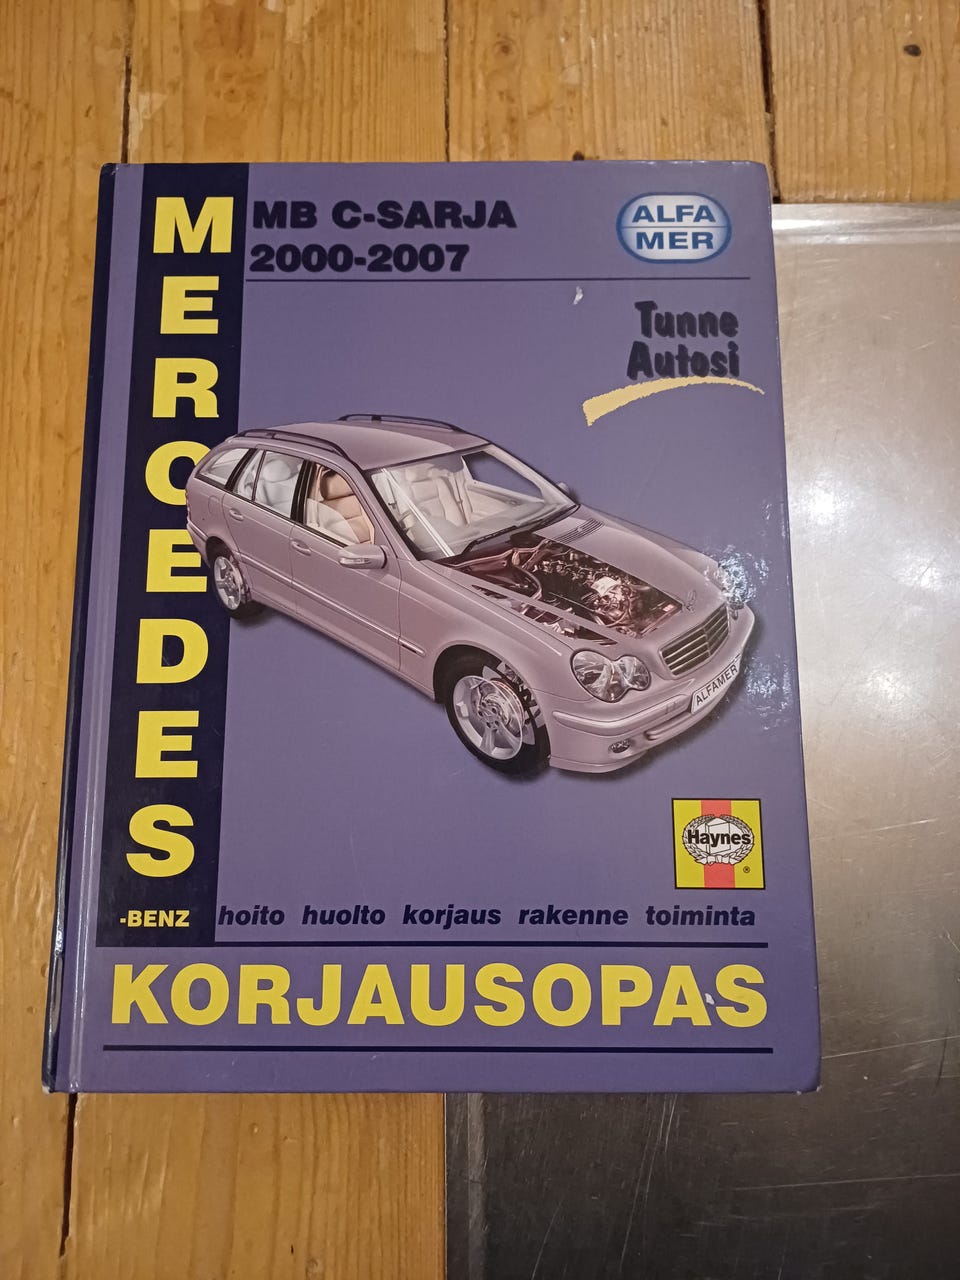 MERCEDES
-BENZ
MB C-SARJA
2000-2007
ALFA
MER
Tunne
Autosi
ALFAMER
Haynes
®
hoito huolto korjaus rakenne toiminta
KORJAUSOPAS